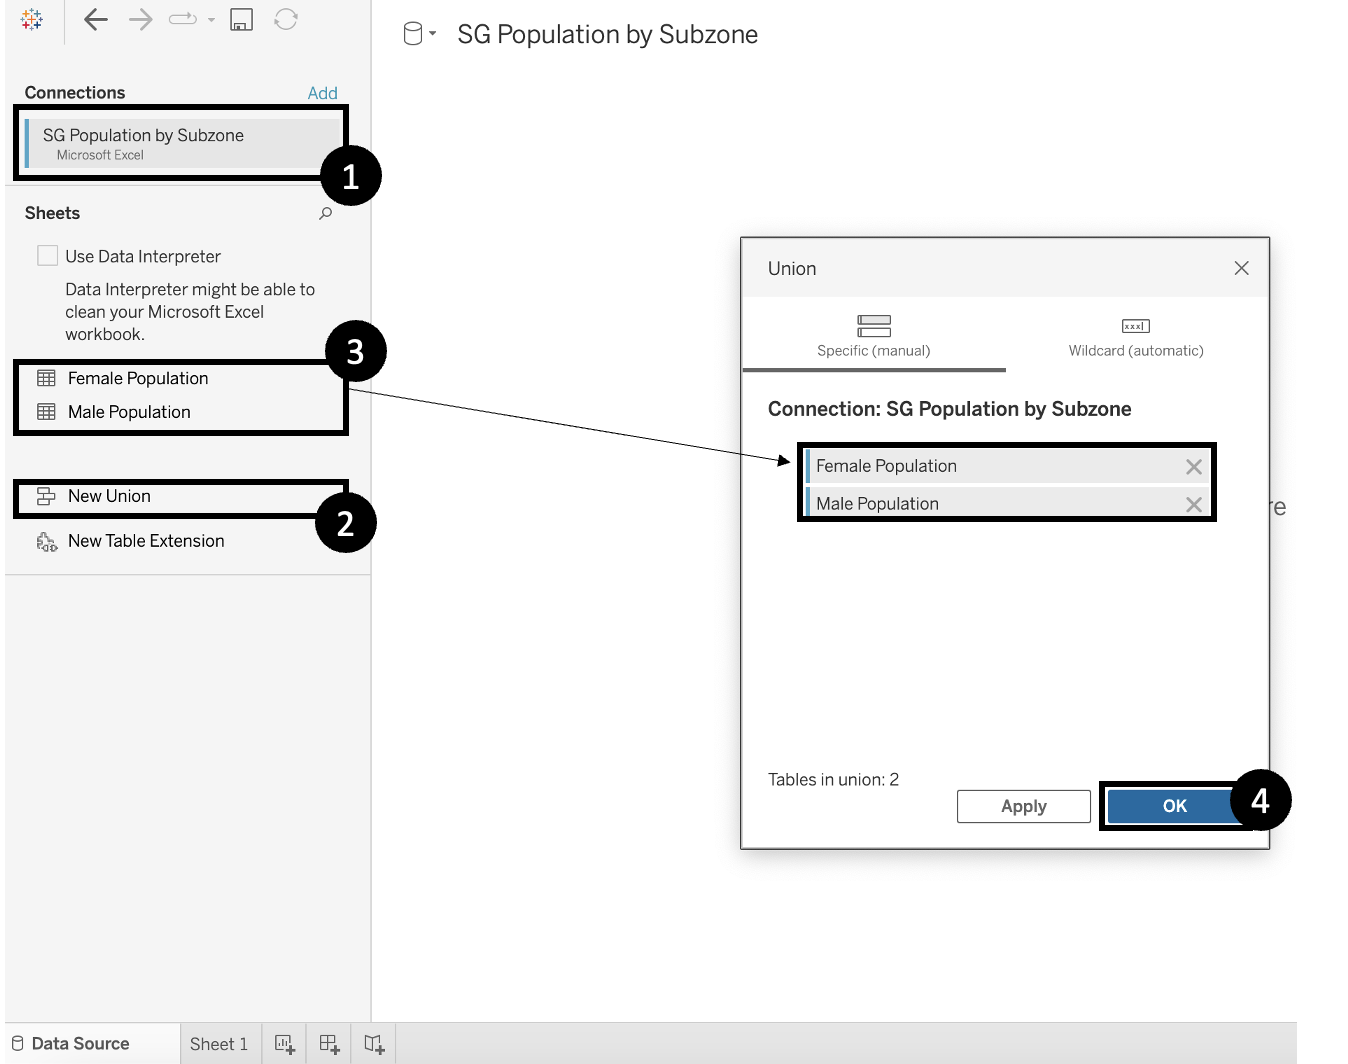 SG Population by Subzone
Connections
Add
SG Population by Subzone
Microsoft Excel
1
Sheets
Use Data Interpreter
Data Interpreter might be able to
clean your Microsoft Excel
workbook.
3
Female Population
Male Population
New Union
2
New Table Extension
Union
Specific (manual)
xxx
Wildcard (automatic)
Connection: SG Population by Subzone
Female Population
Male Population
re
Tables in union: 2
Apply
OK
4
Data Source
Sheet 1